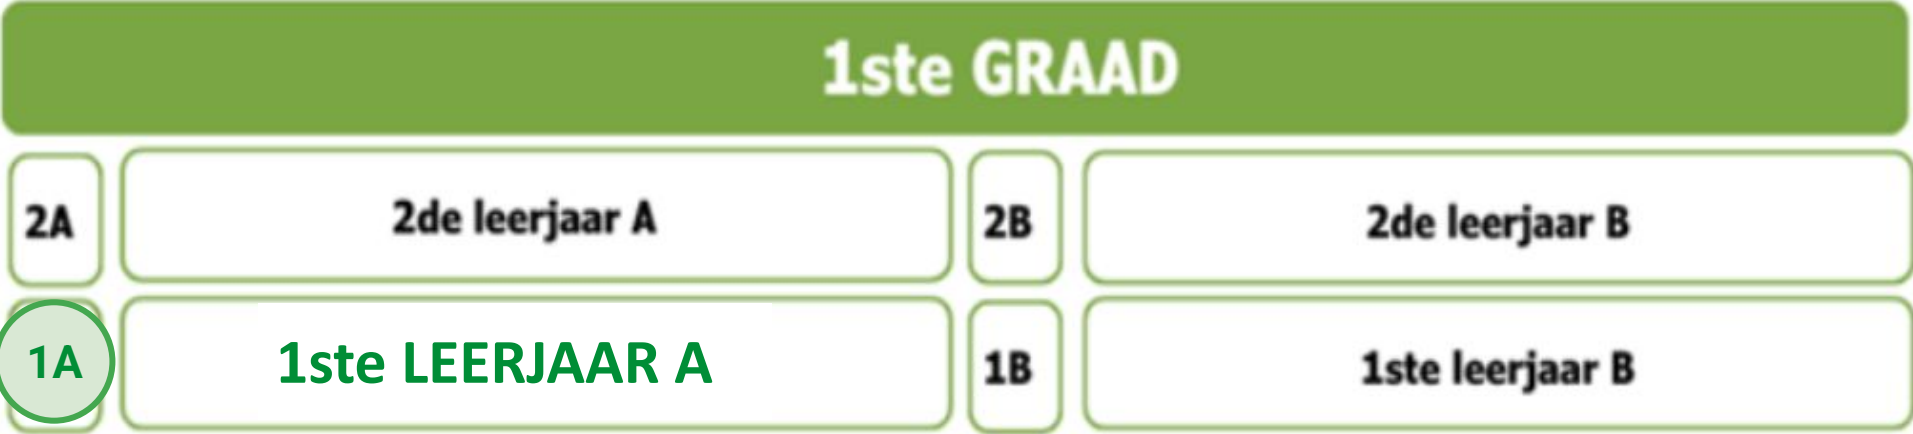 1ste GRAAD
2A 2de leerjaar A 2B 2de leerjaar B
1A 1ste LEERJAAR A 1B 1ste leerjaar B